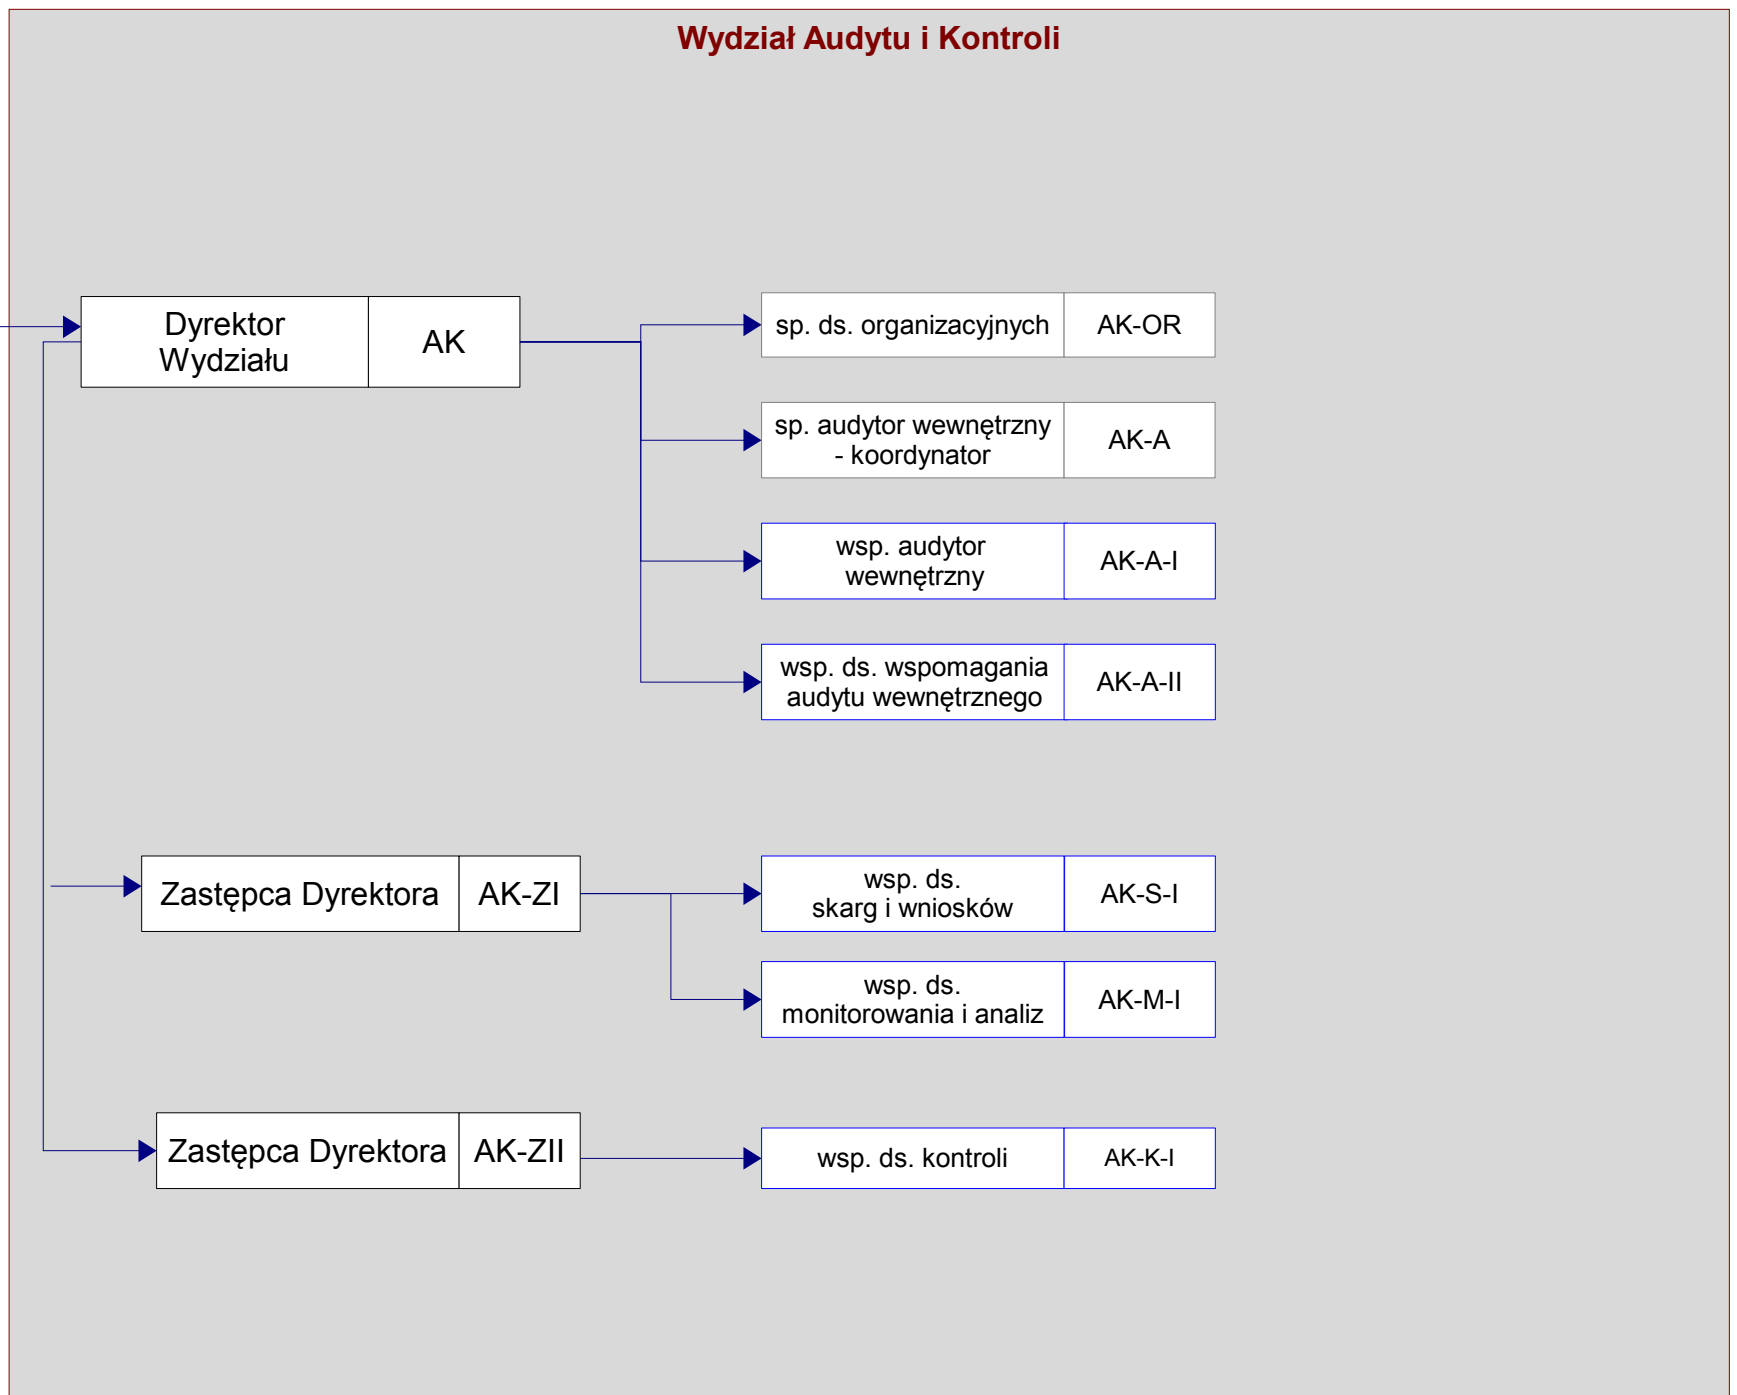 Wydział Audytu i Kontroli
Dyrektor
Wydziału
AK
sp. ds. organizacyjnych
AK-OR
sp. audytor wewnętrzny
- koordynator
AK-A
wsp. audytor
wewnętrzny
AK-A-I
wsp. ds. wspomagania
audytu wewnętrznego
AK-A-II
Zastępca Dyrektora
AK-ZI
wsp. ds.
skarg i wniosków
AK-S-I
wsp. ds.
monitorowania i analiz
AK-M-I
Zastępca Dyrektora
AK-ZII
wsp. ds. kontroli
AK-K-I